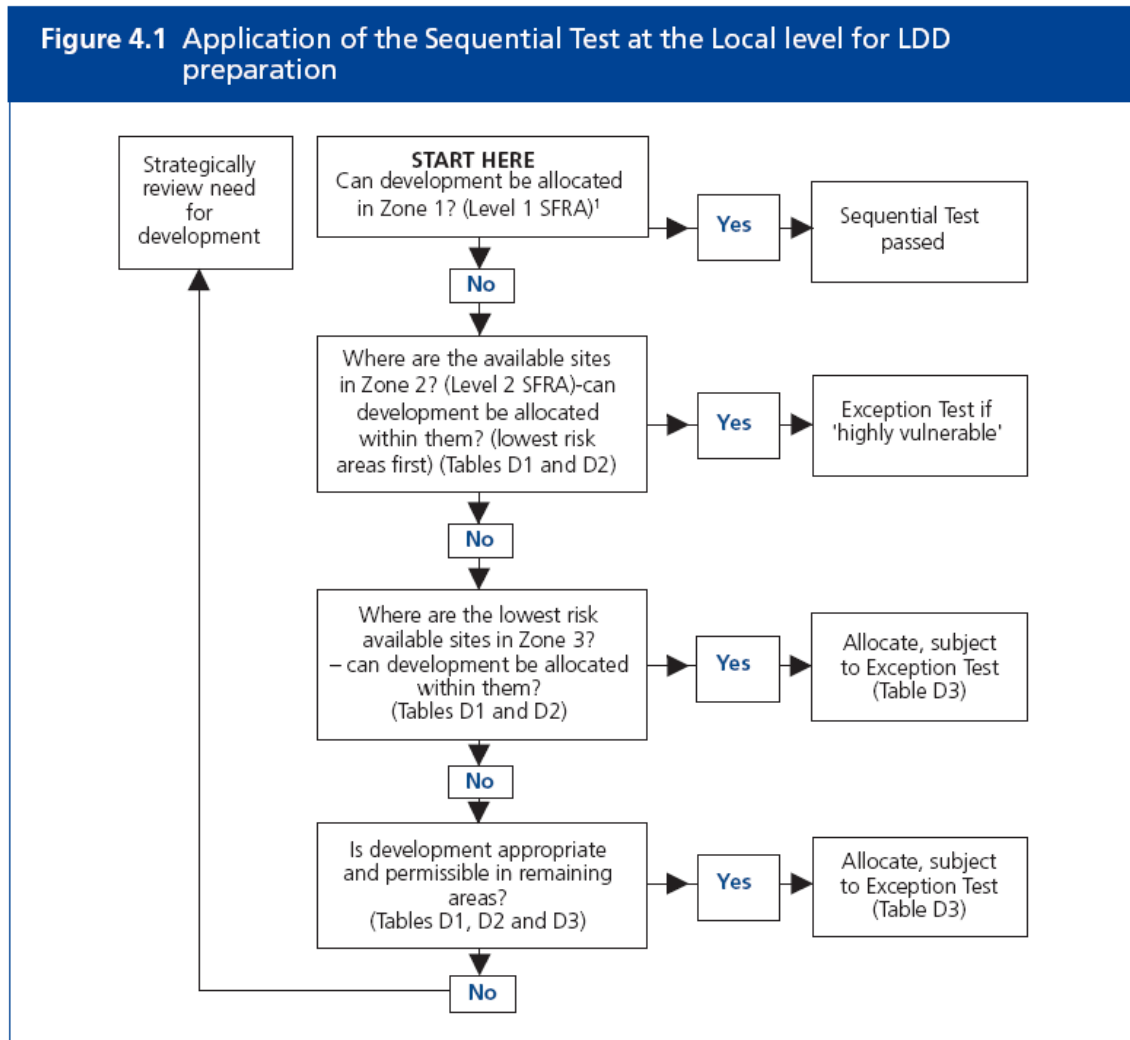 Figure 4.1 Application of the Sequential Test at the Local level for LDD
preparation
Strategically
review need
for
development
START HERE
Can development be allocated
in Zone 1? (Level 1 SFRA)¹
Yes
Sequential Test
passed
No
Where are the available sites
in Zone 2? (Level 2 SFRA)-can
development be allocated
within them? (lowest risk
areas first) (Tables D1 and D2)
Yes
Exception Test if
'highly vulnerable'
No
Where are the lowest risk
available sites in Zone 3?
– can development be allocated
within them?
(Tables D1 and D2)
Yes
Allocate, subject
to Exception Test
(Table D3)
No
Is development appropriate
and permissible in remaining
areas?
(Tables D1, D2 and D3)
Yes
Allocate, subject
to Exception Test
(Table D3)
No